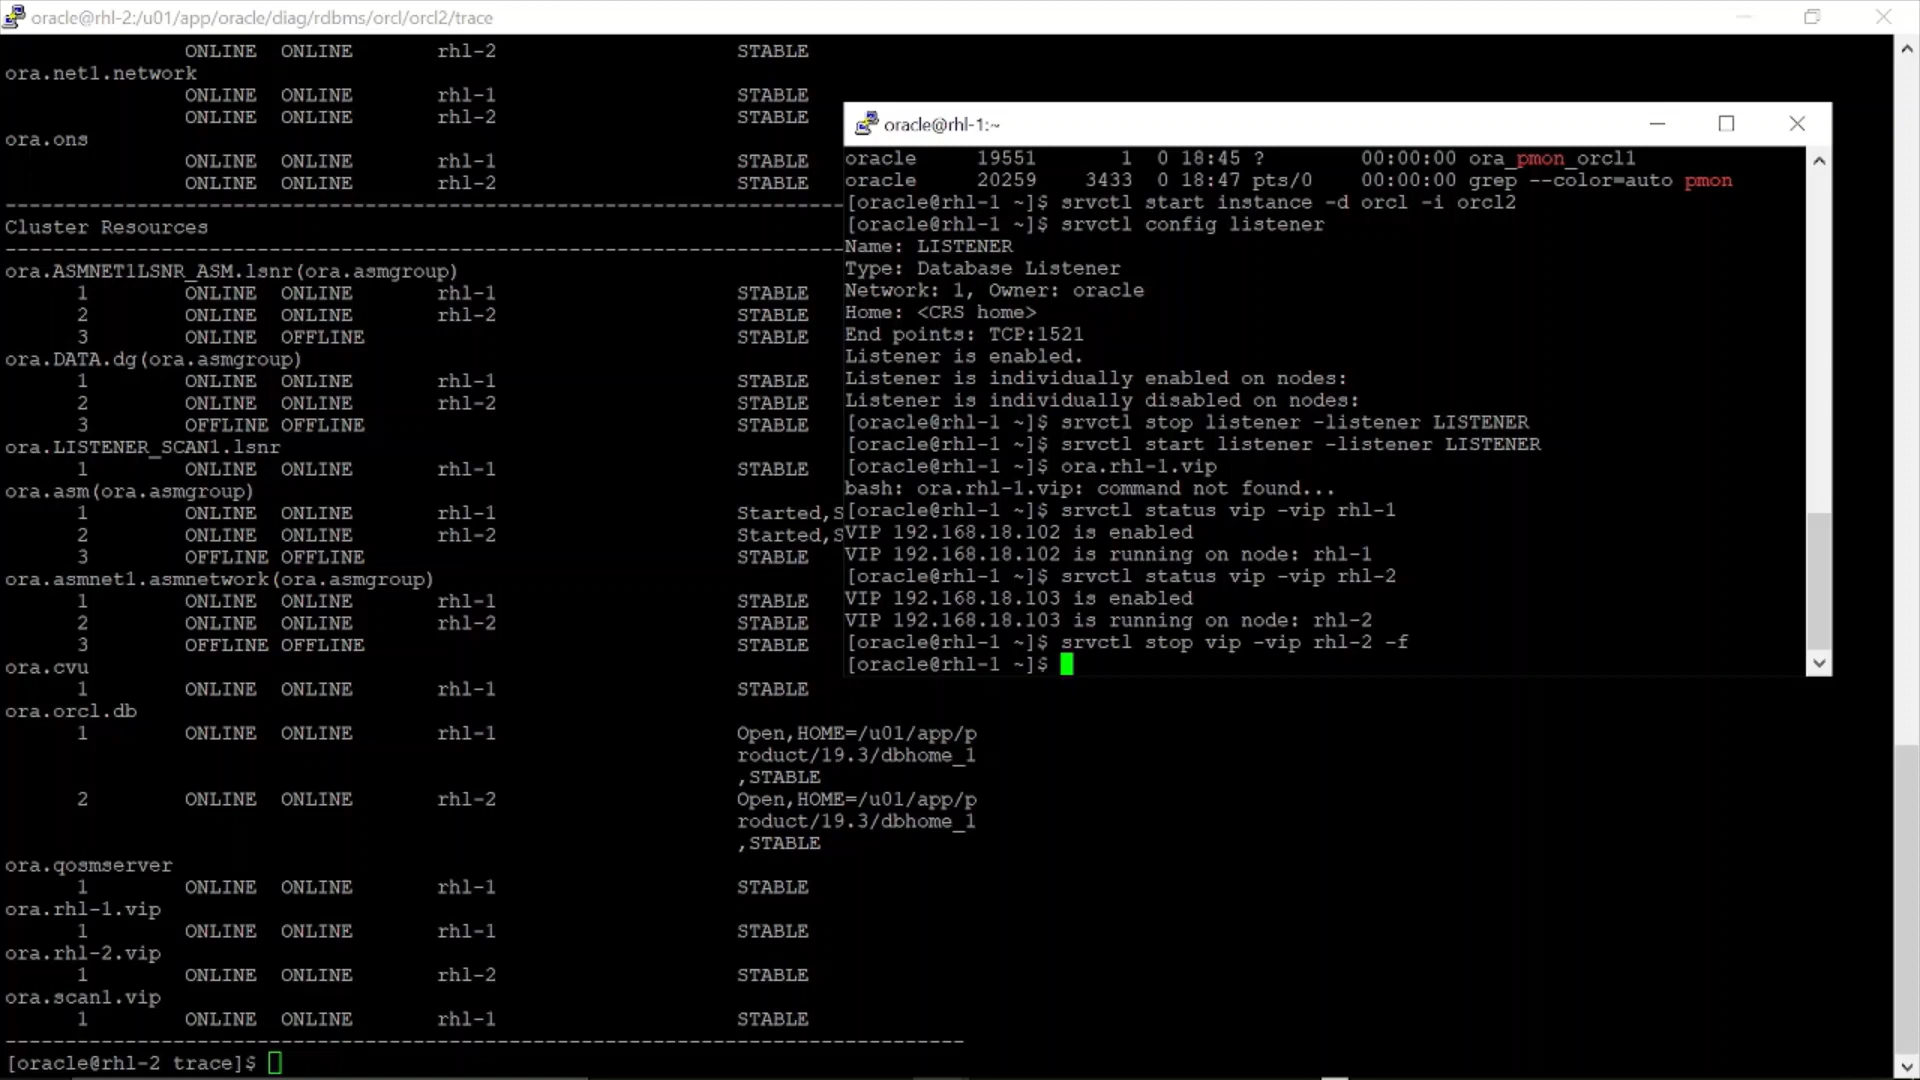 oracle@rhl-2:/u01/app/oracle/diag/rdbms/orcl/orcl2/trace
ONLINE  ONLINE       rhl-2                    STABLE
ora.net1.network
ONLINE  ONLINE       rhl-1                    STABLE
ONLINE  ONLINE       rhl-2                    STABLE
ora.ons
ONLINE  ONLINE       rhl-1                    STABLE
ONLINE  ONLINE       rhl-2                    STABLE
--------------------------------------------------------------------------------
Cluster Resources
--------------------------------------------------------------------------------
ora.ASMNET1LSNR_ASM.lsnr(ora.asmgroup)
1        ONLINE  ONLINE       rhl-1                    STABLE
2        ONLINE  ONLINE       rhl-2                    STABLE
3        ONLINE  OFFLINE                               STABLE
ora.DATA.dg(ora.asmgroup)
1        ONLINE  ONLINE       rhl-1                    STABLE
2        ONLINE  ONLINE       rhl-2                    STABLE
3        OFFLINE OFFLINE                               STABLE
ora.LISTENER_SCAN1.lsnr
1        ONLINE  ONLINE       rhl-1                    STABLE
ora.asm(ora.asmgroup)
1        ONLINE  ONLINE       rhl-1                    Started,S
2        ONLINE  ONLINE       rhl-2                    Started,S
3        OFFLINE OFFLINE                               STABLE
ora.asmnet1.asmnetwork(ora.asmgroup)
1        ONLINE  ONLINE       rhl-1                    STABLE
2        ONLINE  ONLINE       rhl-2                    STABLE
3        OFFLINE OFFLINE                               STABLE
ora.cvu
1        ONLINE  ONLINE       rhl-1                    STABLE
ora.orcl.db
1        ONLINE  ONLINE       rhl-1                    Open,HOME=/u01/app/p
roduct/19.3/dbhome_1
,STABLE
2        ONLINE  ONLINE       rhl-2                    Open,HOME=/u01/app/p
roduct/19.3/dbhome_1
,STABLE
ora.qosmserver
1        ONLINE  ONLINE       rhl-1                    STABLE
ora.rhl-1.vip
1        ONLINE  ONLINE       rhl-1                    STABLE
ora.rhl-2.vip
1        ONLINE  ONLINE       rhl-2                    STABLE
ora.scan1.vip
1        ONLINE  ONLINE       rhl-1                    STABLE
--------------------------------------------------------------------------------
[oracle@rhl-2 trace]$
oracle@rhl-1:~
oracle     19551      1  0 18:45 ?        00:00:00 ora_pmon_orcl1
oracle     20259   3433  0 18:47 pts/0    00:00:00 grep --color=auto pmon
[oracle@rhl-1 ~]$ srvctl start instance -d orcl -i orcl2
[oracle@rhl-1 ~]$ srvctl config listener
Name: LISTENER
Type: Database Listener
Network: 1, Owner: oracle
Home: <CRS home>
End points: TCP:1521
Listener is enabled.
Listener is individually enabled on nodes:
Listener is individually disabled on nodes:
[oracle@rhl-1 ~]$ srvctl stop listener -listener LISTENER
[oracle@rhl-1 ~]$ srvctl start listener -listener LISTENER
[oracle@rhl-1 ~]$ ora.rhl-1.vip
bash: ora.rhl-1.vip: command not found...
[oracle@rhl-1 ~]$ srvctl status vip -vip rhl-1
VIP 192.168.18.102 is enabled
VIP 192.168.18.102 is running on node: rhl-1
[oracle@rhl-1 ~]$ srvctl status vip -vip rhl-2
VIP 192.168.18.103 is enabled
VIP 192.168.18.103 is running on node: rhl-2
[oracle@rhl-1 ~]$ srvctl stop vip -vip rhl-2 -f
[oracle@rhl-1 ~]$